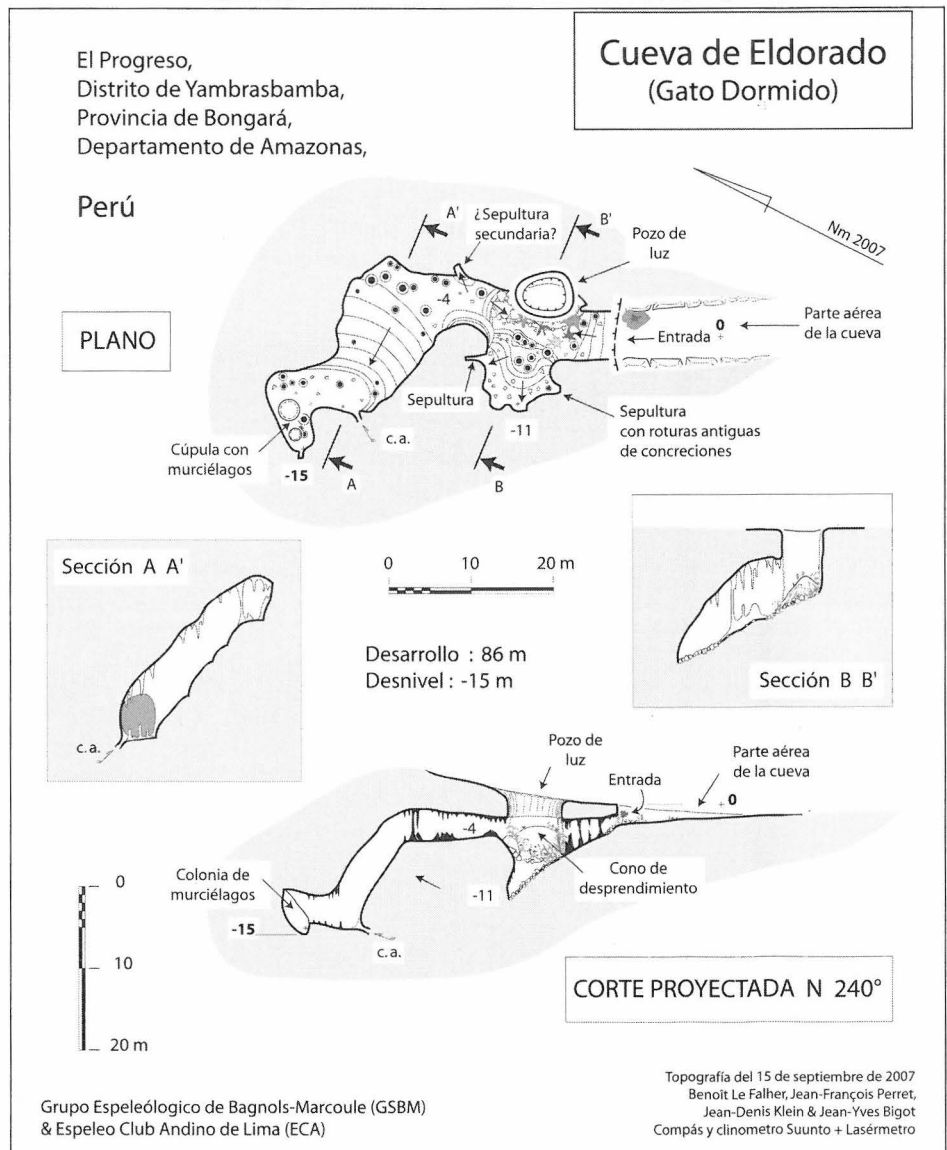 El Progreso,
Distrito de Yambrasbamba,
Provincia de Bongará,
Departamento de Amazonas,
Perú
Cueva de Eldorado
(Gato Dormido)
Nm 2007
PLANO
A'
¿Sepultura
secundaria?
B'
Pozo de
luz
-4
Entrada
0
Parte aérea
de la cueva
Sepultura
Sepultura
con roturas antiguas
de concreciones
-11
c.a.
Cúpula con
murciélagos
-15
A
B
Sección A A'
c.a.
0 10 20 m
Desarrollo : 86 m
Desnivel : -15 m
Sección B B'
Pozo de
luz
Entrada
Parte aérea
de la cueva
0
-4
Cono de
desprendimiento
-11
Colonia de
murciélagos
-15
c.a.
0
10
20 m
CORTE PROYECTADA N 240°
Grupo Espeleólogico de Bagnols-Marcoule (GSBM)
& Espeleo Club Andino de Lima (ECA)
Topografía del 15 de septiembre de 2007
Benoît Le Falher, Jean-François Perret,
Jean-Denis Klein & Jean-Yves Bigot
Compás y clinometro Suunto + Lasérmetro